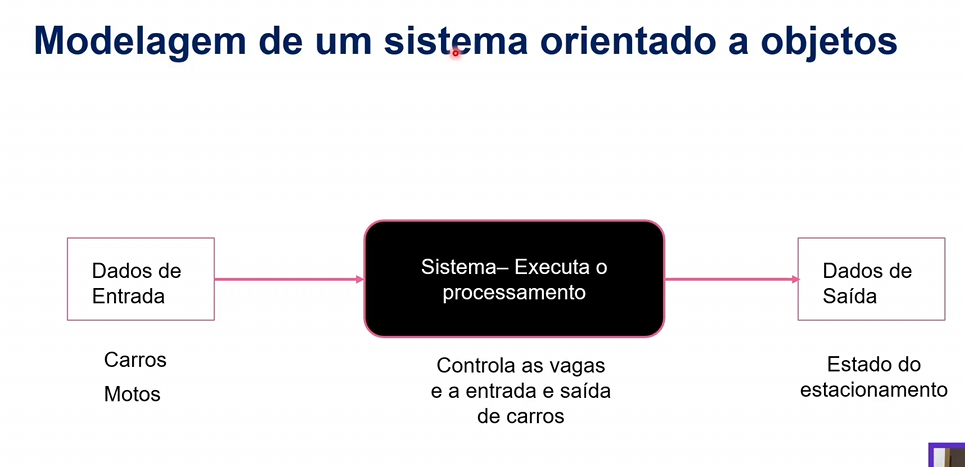 Modelagem de um sistema orientado a objetos
Dados de
Entrada
Sistema– Executa o
processamento
Dados de
Saída
Carros
Motos
Controla as vagas
e a entrada e saída
de carros
Estado do
estacionamento